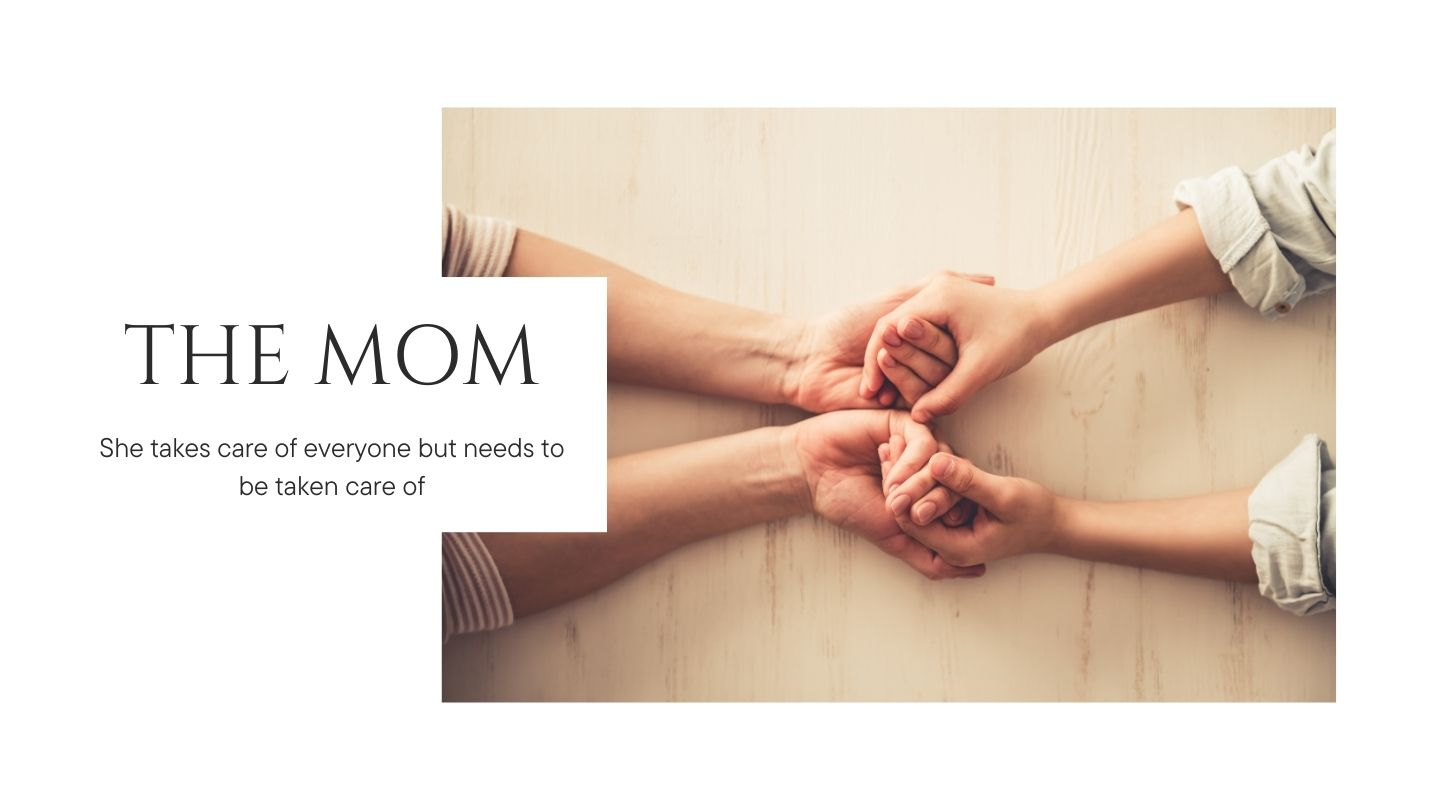 THE MOM
She takes care of everyone but needs to
be taken care of